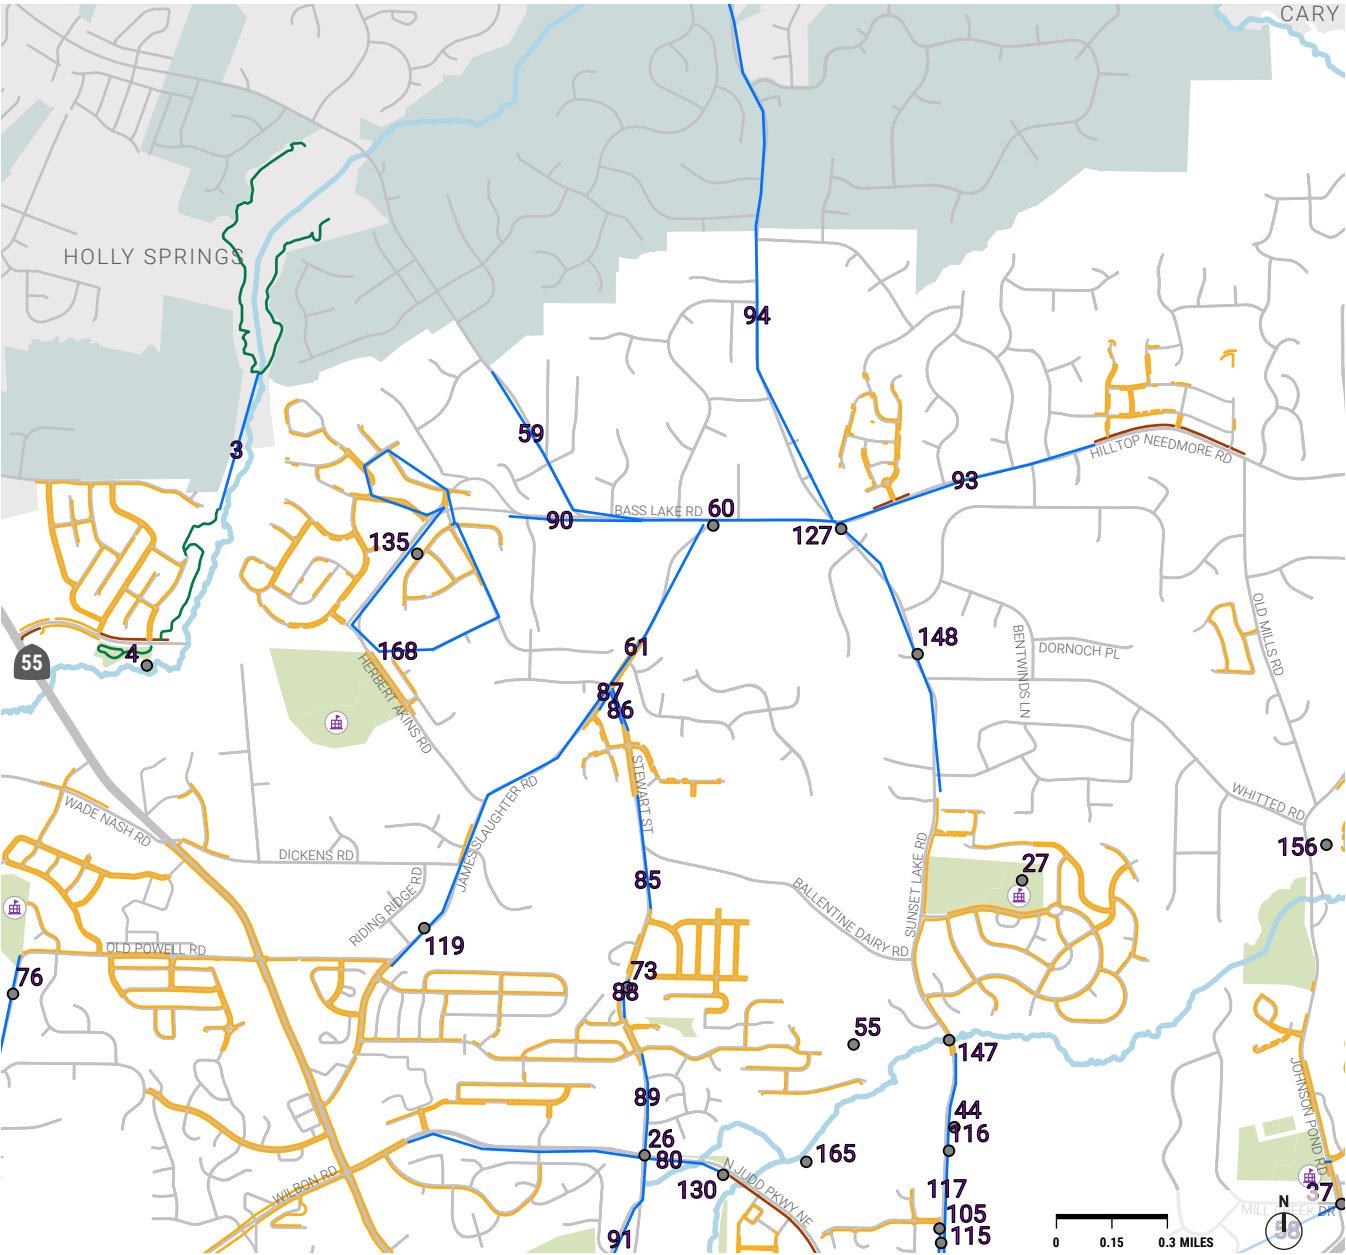 CARY
HOLLY SPRINGS
94
59
3
HILLTOP NEEDMORE RD
93
BASS LAKE RD
60
90
127
135
OLD MILLS RD
148
BENTWINDS LN
DORNOCH PL
61
168
4
55
HERBERT AKINS RD
87
86
STEWART ST
JAMES SLAUGHTER RD
WADE NASH RD
WHITTED RD
DICKENS RD
156
27
85
RIDING RIDGE RD
BALLENTINE DAIRY RD
SUNSET LAKE RD
119
OLD POWELL RD
76
73
88
55
147
JOHNSON POND RD
89
44
116
26
80
165
N JUDD PKWY NE
130
WILBON RD
117
37
MILL CREEK DR
105
115
91
N
58
0 0.15 0.3 MILES